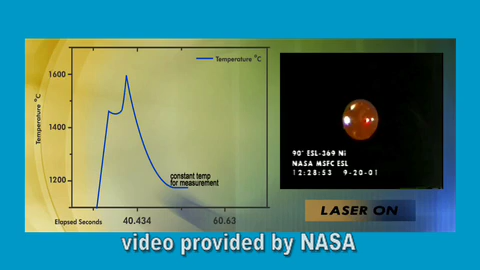 Temperature °C
1600
1400
1200
Temperature °C
constant temp
for measurement
Elapsed Seconds
40.434
60.63
90° ESL-369 Ni
NASA MSFC ESL
12:28:53 9-20-01
LASER ON
video provided by NASA